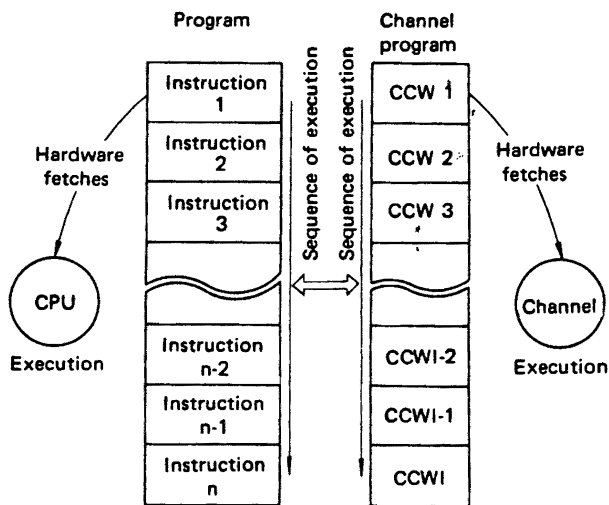 Program
Instruction
1
Instruction
2
Instruction
3
Instruction
n-2
Instruction
n-1
Instruction
n
Hardware
fetches
CPU
Execution
Sequence of execution
Sequence of execution
Channel
program
CCW 1
CCW 2
CCW 3
CCWI-2
CCWI-1
CCWI
Hardware
fetches
Channel
Execution